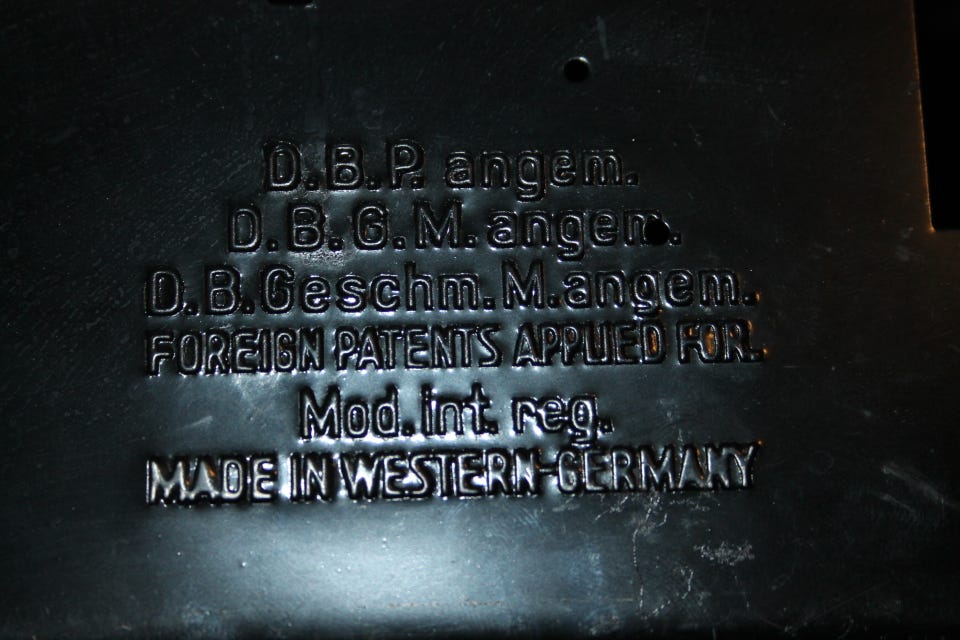 D.B.P. angem.
D.B.G.M. angem.
D.B.Geschm.M.angem.
FOREIGN PATENTS APPLIED FOR.
Mod. int. reg.
MADE IN WESTERN-GERMANY